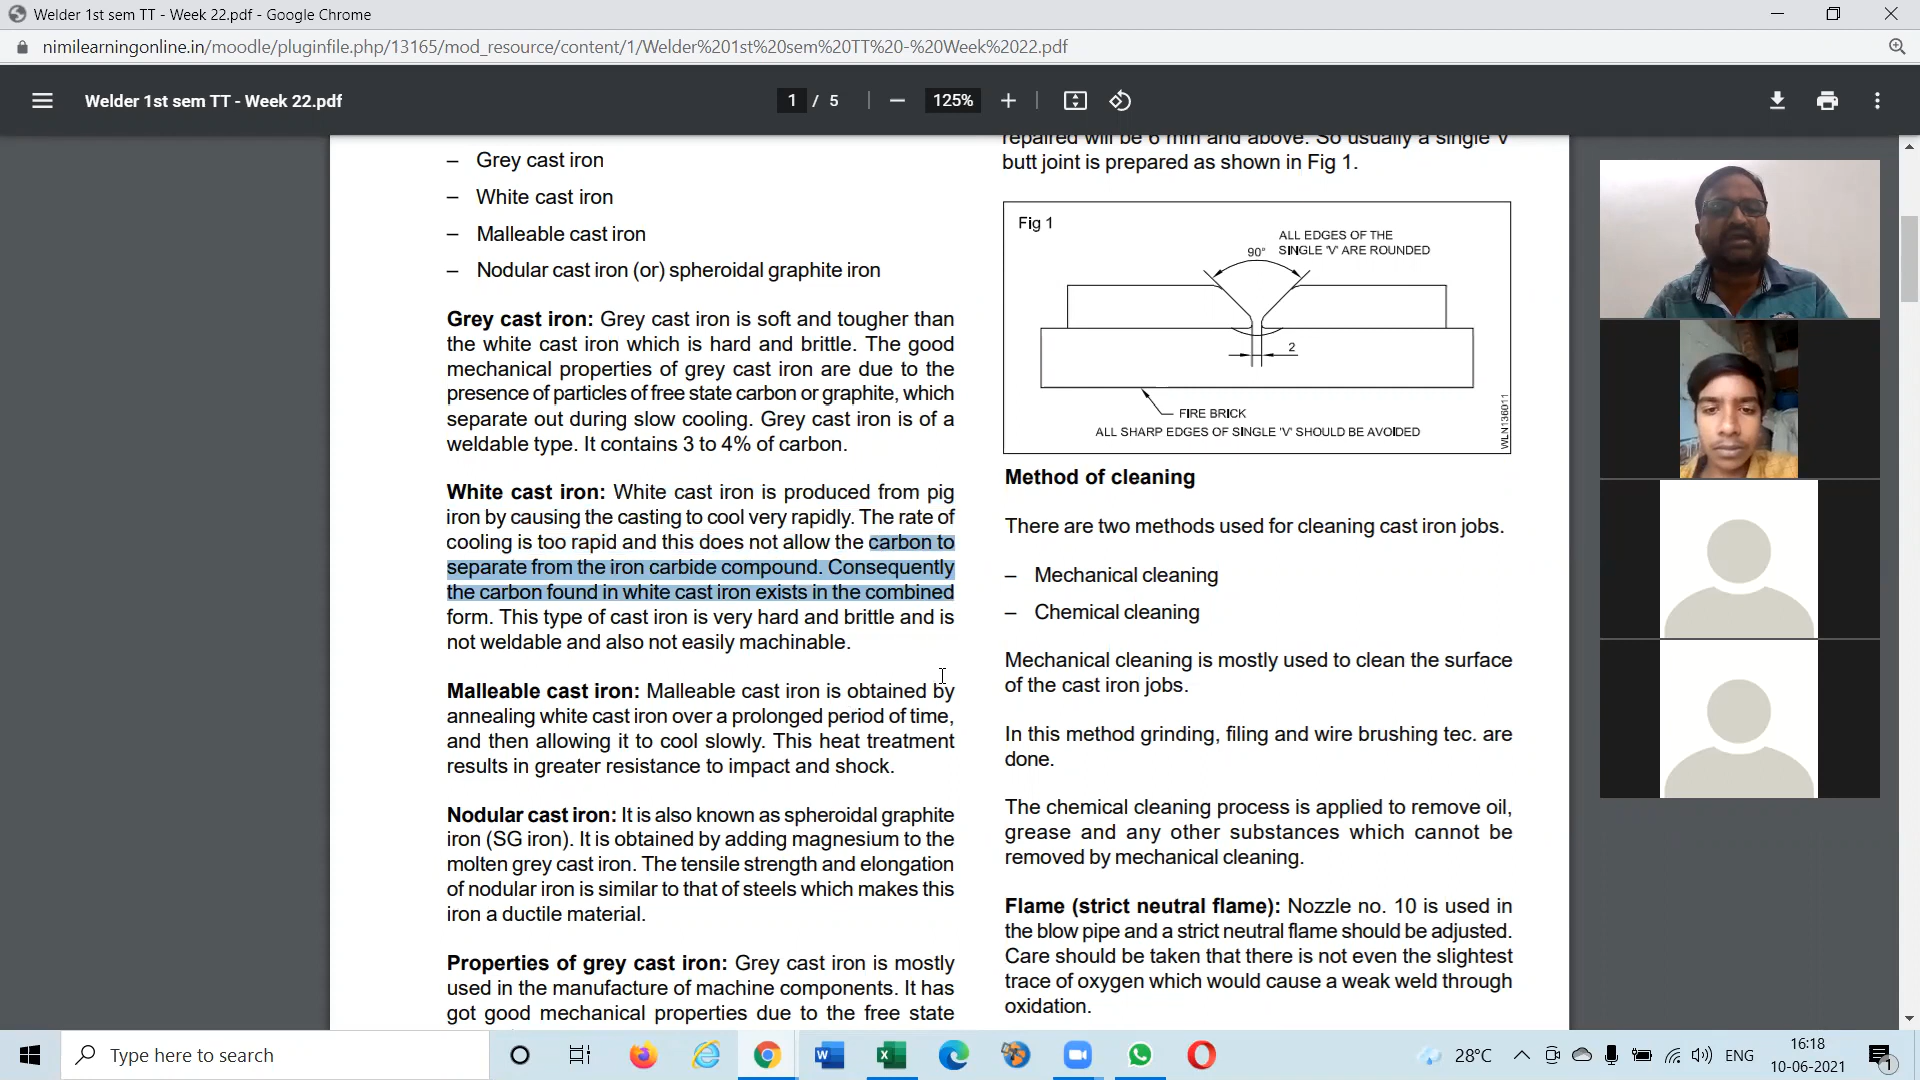 Welder 1st sem TT - Week 22.pdf - Google Chrome
nimilearningonline.in/moodle/pluginfile.php/13165/mod_resource/content/1/Welder%201st%20sem%20TT%20-%20Week%2022.pdf
Welder 1st sem TT - Week 22.pdf
1 / 5
125%
– Grey cast iron
– White cast iron
– Malleable cast iron
– Nodular cast iron (or) spheroidal graphite iron
Grey cast iron: Grey cast iron is soft and tougher than
the white cast iron which is hard and brittle. The good
mechanical properties of grey cast iron are due to the
presence of particles of free state carbon or graphite, which
separate out during slow cooling. Grey cast iron is of a
weldable type. It contains 3 to 4% of carbon.
White cast iron: White cast iron is produced from pig
iron by causing the casting to cool very rapidly. The rate of
cooling is too rapid and this does not allow the carbon to
separate from the iron carbide compound. Consequently
the carbon found in white cast iron exists in the combined
form. This type of cast iron is very hard and brittle and is
not weldable and also not easily machinable.
Malleable cast iron: Malleable cast iron is obtained by
annealing white cast iron over a prolonged period of time,
and then allowing it to cool slowly. This heat treatment
results in greater resistance to impact and shock.
Nodular cast iron: It is also known as spheroidal graphite
iron (SG iron). It is obtained by adding magnesium to the
molten grey cast iron. The tensile strength and elongation
of nodular iron is similar to that of steels which makes this
iron a ductile material.
Properties of grey cast iron: Grey cast iron is mostly
used in the manufacture of machine components. It has
got good mechanical properties due to the free state
repaired will be 6 mm and above. So usually a single V
butt joint is prepared as shown in Fig 1.
Fig 1
ALL EDGES OF THE
SINGLE 'V' ARE ROUNDED
90°
2
FIRE BRICK
ALL SHARP EDGES OF SINGLE 'V' SHOULD BE AVOIDED
WLN136011
Method of cleaning
There are two methods used for cleaning cast iron jobs.
– Mechanical cleaning
– Chemical cleaning
Mechanical cleaning is mostly used to clean the surface
of the cast iron jobs.
In this method grinding, filing and wire brushing tec. are
done.
The chemical cleaning process is applied to remove oil,
grease and any other substances which cannot be
removed by mechanical cleaning.
Flame (strict neutral flame): Nozzle no. 10 is used in
the blow pipe and a strict neutral flame should be adjusted.
Care should be taken that there is not even the slightest
trace of oxygen which would cause a weak weld through
oxidation.
Type here to search
28°C
ENG
16:18
10-06-2021
1